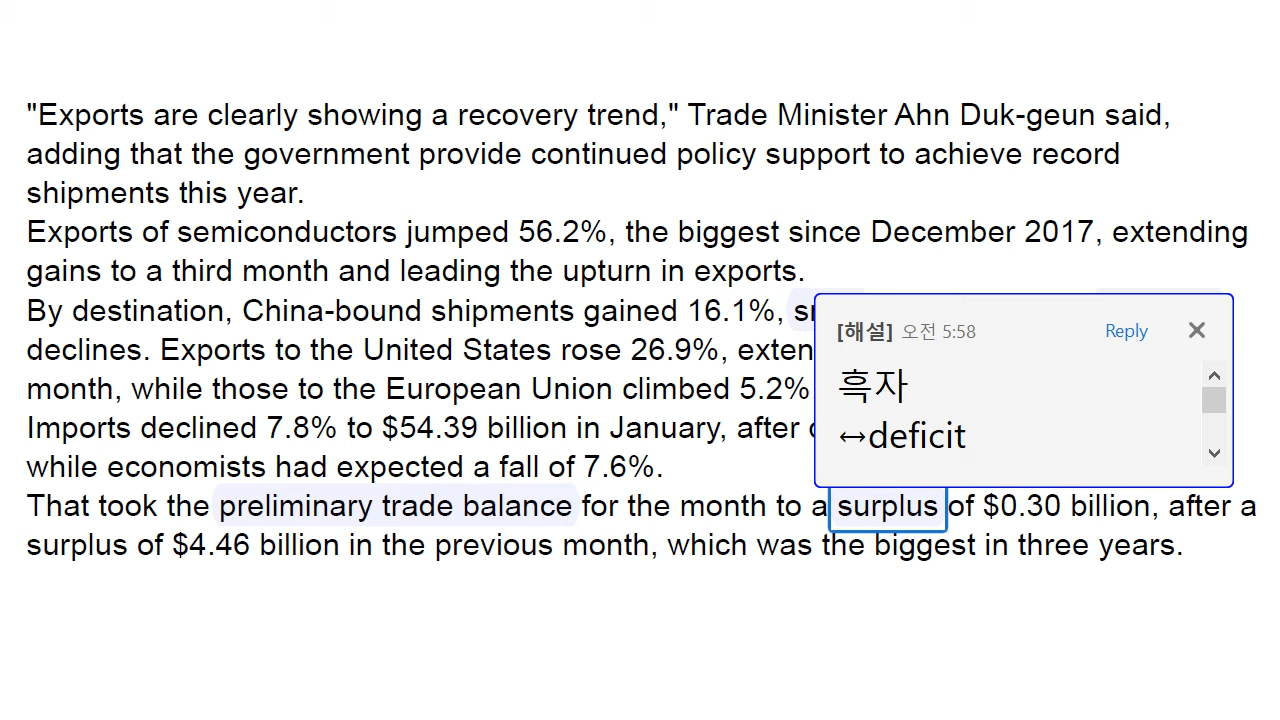 "Exports are clearly showing a recovery trend," Trade Minister Ahn Duk-geun said,
adding that the government provide continued policy support to achieve record
shipments this year.
Exports of semiconductors jumped 56.2%, the biggest since December 2017, extending
gains to a third month and leading the upturn in exports.
By destination, China-bound shipments gained 16.1%,
declines. Exports to the United States rose 26.9%,
month, while those to the European Union climbed 5.2%
Imports declined 7.8% to $54.39 billion in January, after
while economists had expected a fall of 7.6%.
That took the preliminary trade balance for the month to a surplus of $0.30 billion, after a
surplus of $4.46 billion in the previous month, which was the biggest in three years.
[해설] 오전 5:58 Reply
흑자
↔deficit